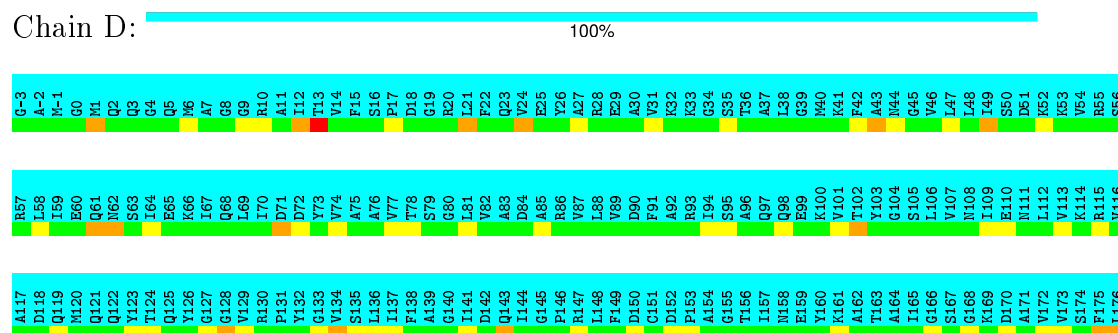 Chain D:
100%
G-3 A-2 M-1 G0 M1 Q2 Q3 G4 Q5 M6 A7 G8 G9 R10 A11 I12 T13 V14 F15 S16 P17 D18 G19 R20 L21 F22 Q23 V24 E25 Y26 A27 R28 E29 A30 V31 K32 K33 G34 S35 T36 A37 L38 G39 M40 K41 F42 A43 N44 G45 V46 L47 L48 I49 S50 D51 K52 K53 V54 R55 S56
R57 L58 I59 E60 Q61 N62 S63 I64 E65 K66 I67 Q68 L69 I70 D71 D72 Y73 V74 A75 A76 V77 T78 S79 G80 L81 V82 A83 D84 A85 R86 V87 L88 V89 D90 F91 A92 R93 I94 S95 A96 Q97 Q98 E99 K100 V101 T102 Y103 G104 S105 L106 V107 N108 I109 E110 N111 L112 V113 K114 R115 V116
A117 D118 Q119 M120 Q121 Q122 Y123 T124 Q125 Y126 G127 G128 V129 R130 P131 Y132 G133 V134 S135 L136 I137 F138 A139 G140 I141 D142 Q143 I144 G145 P146 R147 L148 F149 D150 C151 D152 P153 A154 G155 T156 I157 N158 E159 Y160 K161 A162 T163 A164 I165 G166 S167 G168 K169 D170 A171 V172 V173 S174 F175 L176